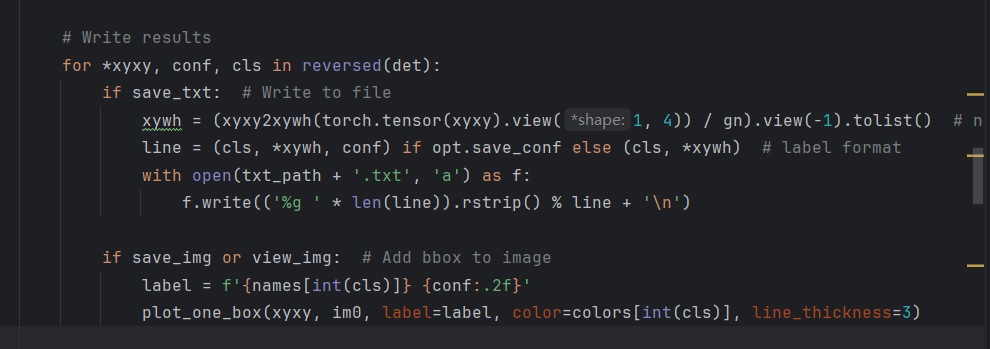 # Write results
for *xyxy, conf, cls in reversed(det):
if save_txt:  # Write to file
xywh = (xyxy2xywh(torch.tensor(xyxy).view( *shape: 1, 4)) / gn).view(-1).tolist()  # n
line = (cls, *xywh, conf) if opt.save_conf else (cls, *xywh)  # label format
with open(txt_path + '.txt', 'a') as f:
f.write(('%g ' * len(line)).rstrip() % line + '\n')
if save_img or view_img:  # Add bbox to image
label = f'{names[int(cls)]} {conf:.2f}'
plot_one_box(xyxy, im0, label=label, color=colors[int(cls)], line_thickness=3)